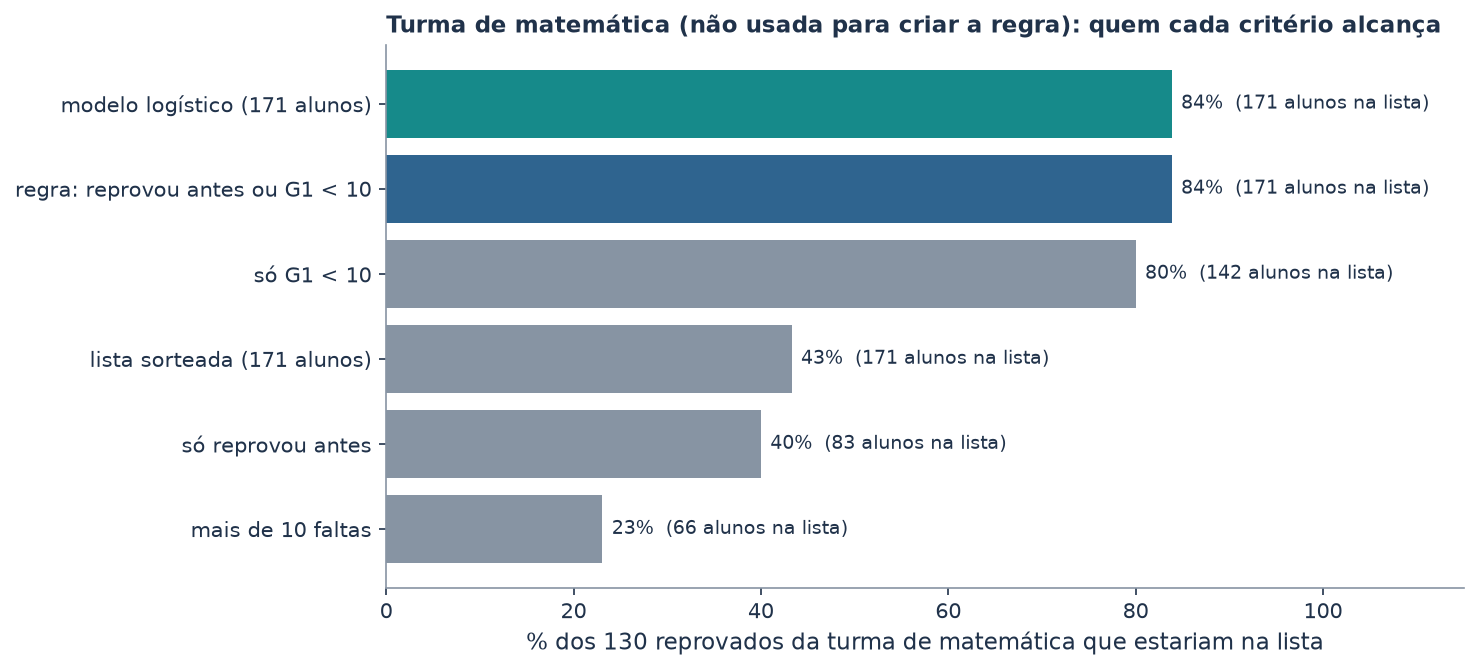 Turma de matemática (não usada para criar a regra): quem cada critério alcança
modelo logístico (171 alunos)
84%  (171 alunos na lista)
regra: reprovou antes ou G1 < 10
84%  (171 alunos na lista)
só G1 < 10
80%  (142 alunos na lista)
lista sorteada (171 alunos)
43%  (171 alunos na lista)
só reprovou antes
40%  (83 alunos na lista)
mais de 10 faltas
23%  (66 alunos na lista)
0 20 40 60 80 100
% dos 130 reprovados da turma de matemática que estariam na lista